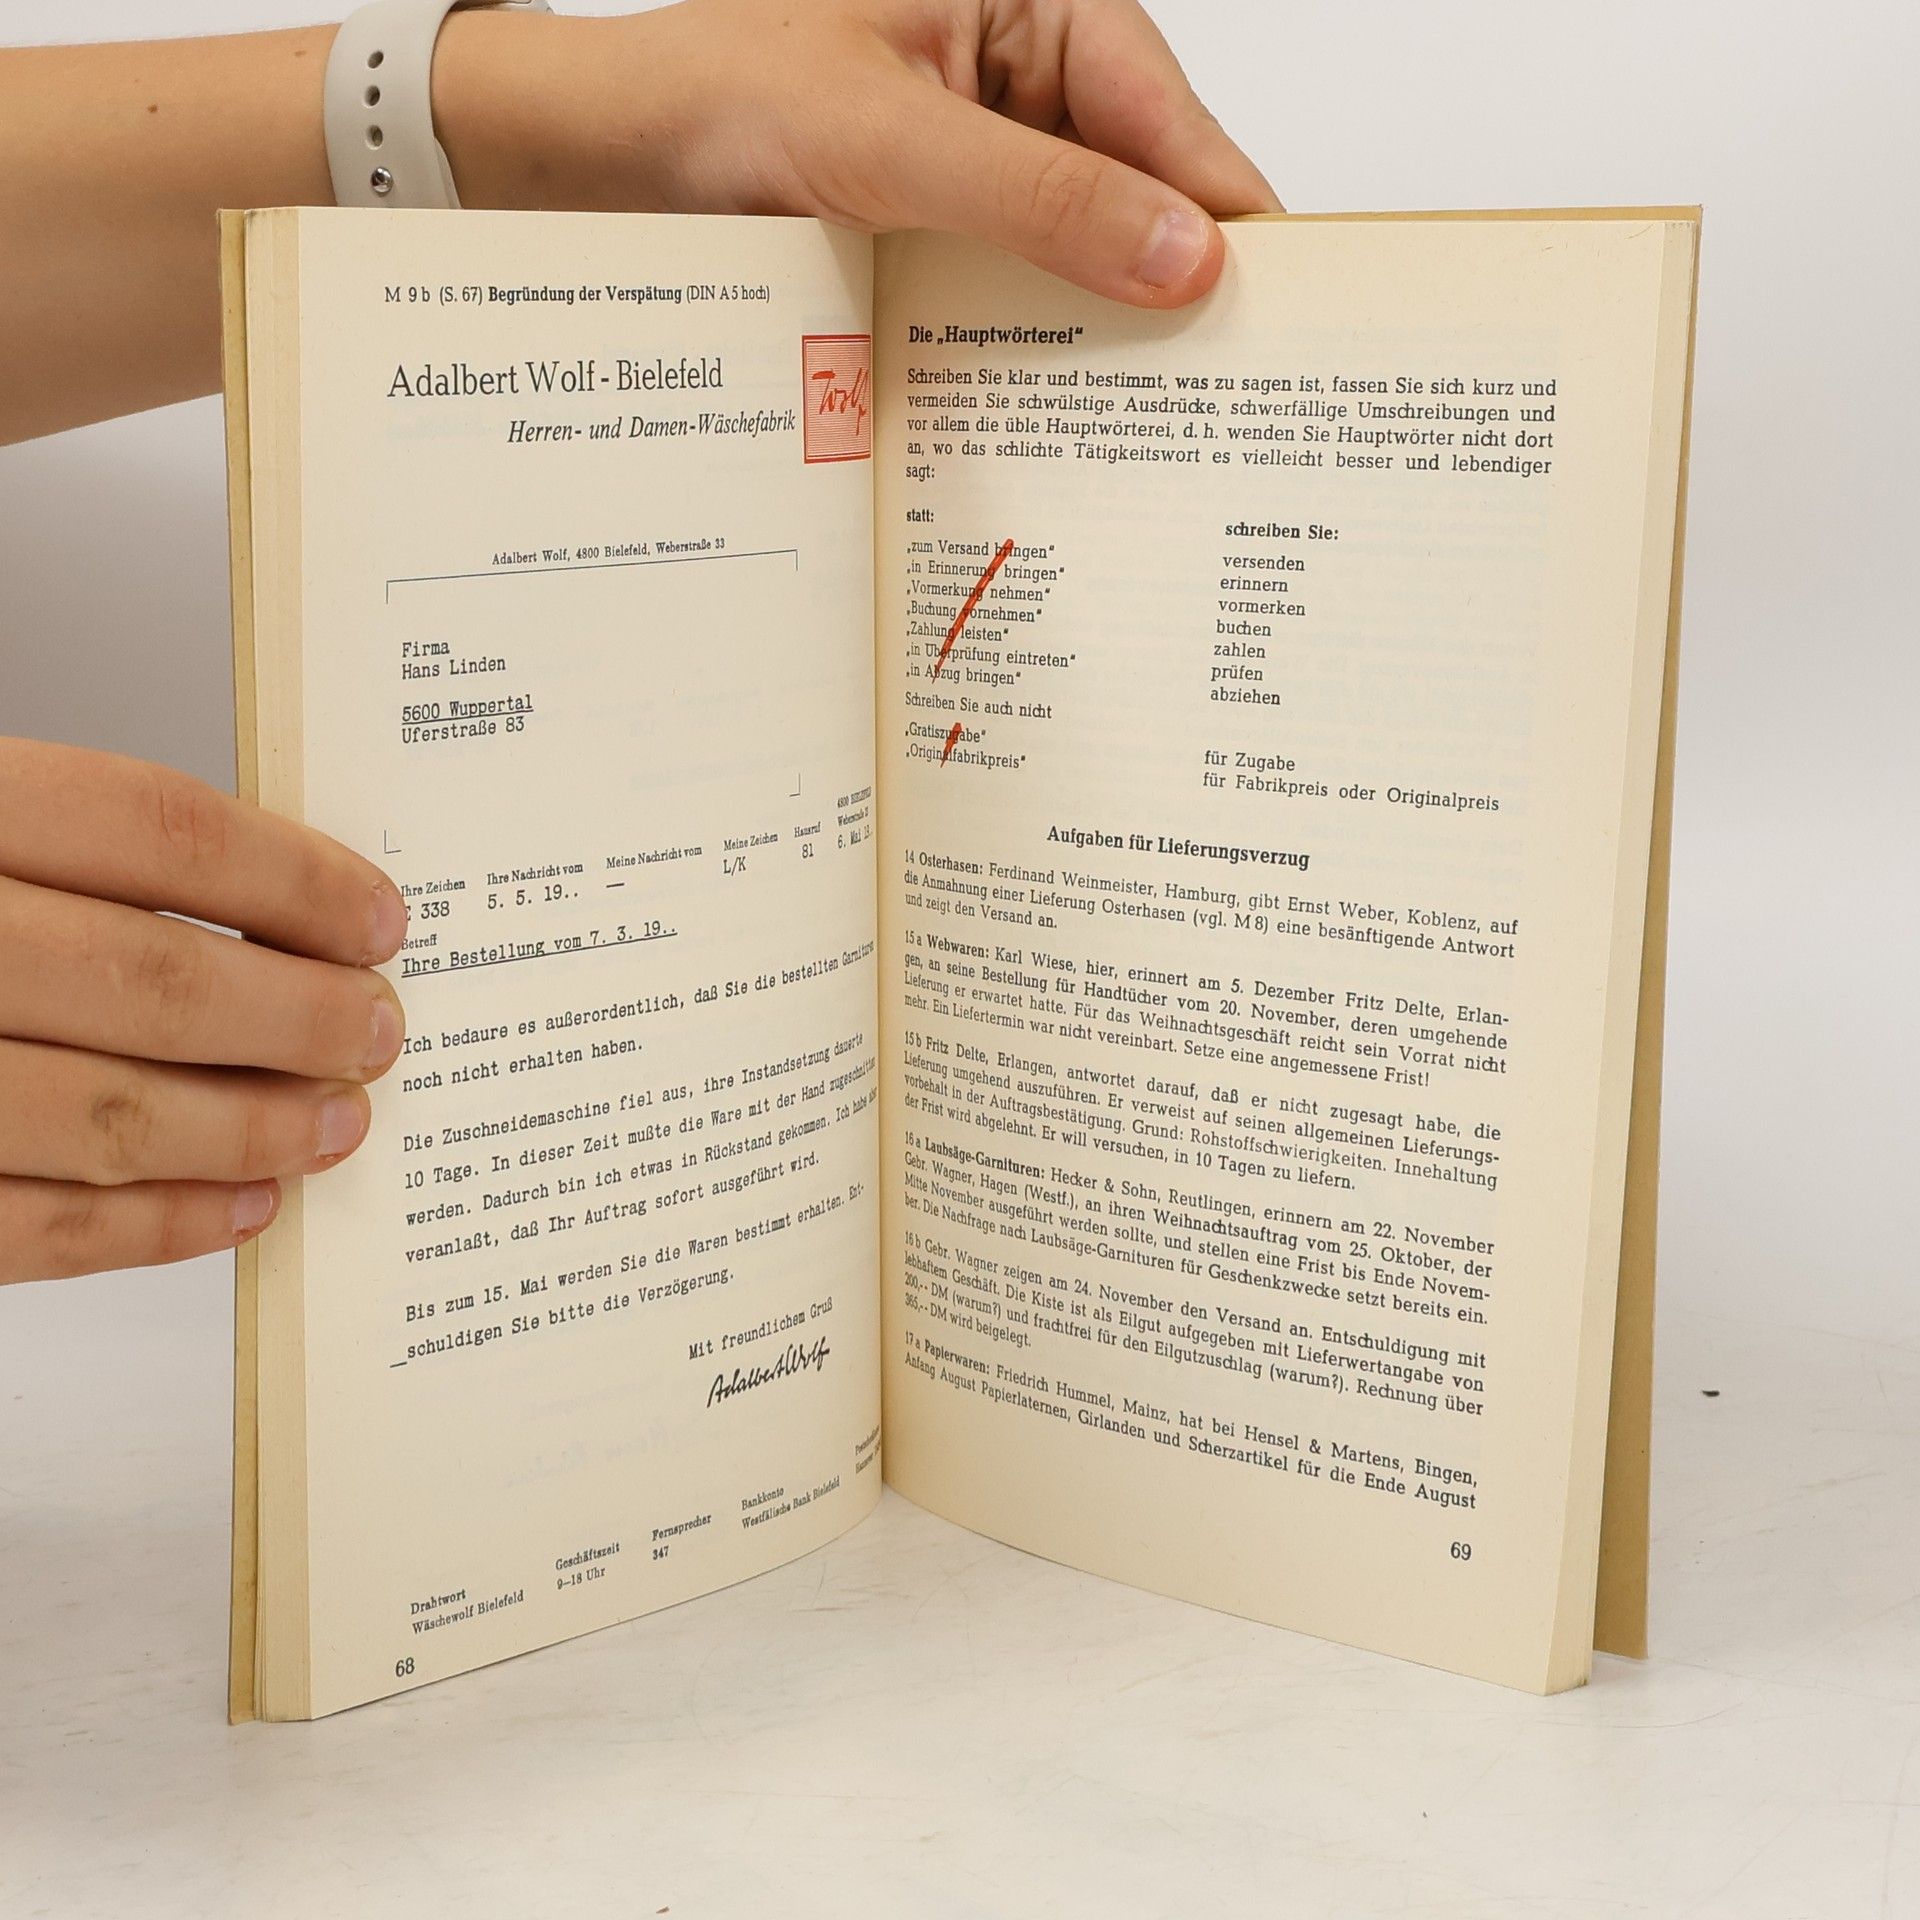 M 9 b (S. 67) Begründung der Verspätung (DIN A 5 hoch)
Adalbert Wolf - Bielefeld
Herren- und Damen-Wäschefabrik
Wolf
Adalbert Wolf, 4800 Bielefeld, Weberstraße 33
Firma
Hans Linden
5600 Wuppertal
Uferstraße 83
4800 BIELEFELD
Weberstraße
Ihre Zeichen Ihre Nachricht vom Meine Nachricht vom Meine Zeichen Hausruf
338 5. 5. 19.. — L/K 81 6. Mai 19..
Betreff
Ihre Bestellung vom 7. 3. 19..
Ich bedaure es außerordentlich, daß Sie die bestellten Garnituren
noch nicht erhalten haben.
Die Zuschneidemaschine fiel aus, ihre Instandsetzung dauerte
10 Tage. In dieser Zeit mußte die Ware mit der Hand zugeschnitten
werden. Dadurch bin ich etwas in Rückstand gekommen. Ich habe aber
veranlaßt, daß Ihr Auftrag sofort ausgeführt wird.
Bis zum 15. Mai werden Sie die Waren bestimmt erhalten. Ent-
schuldigen Sie bitte die Verzögerung.
Mit freundlichem Gruß
Adalbert Wolf
Drahtwort Geschäftszeit Fernsprecher Bankkonto
Wäschewolf Bielefeld 9–18 Uhr 347 Westfälische Bank Bielefeld
68
Die „Hauptwörterei“
Schreiben Sie klar und bestimmt, was zu sagen ist, fassen Sie sich kurz und
vermeiden Sie schwülstige Ausdrücke, schwerfällige Umschreibungen und
vor allem die üble Hauptwörterei, d. h. wenden Sie Hauptwörter nicht dort
an, wo das schlichte Tätigkeitswort es vielleicht besser und lebendiger
sagt:
statt: schreiben Sie:
„zum Versand bringen“ versenden
„in Erinnerung bringen“ erinnern
„Vormerkung nehmen“ vormerken
„Buchung vornehmen“ buchen
„Zahlung leisten“ zahlen
„in Überprüfung eintreten“ prüfen
„in Abzug bringen“ abziehen
Schreiben Sie auch nicht
„Gratiszugabe“ für Zugabe
„Originalfabrikpreis“ für Fabrikpreis oder Originalpreis
Aufgaben für Lieferungsverzug
14 Osterhasen: Ferdinand Weinmeister, Hamburg, gibt Ernst Weber, Koblenz, auf
die Anmahnung einer Lieferung Osterhasen (vgl. M 8) eine besänftigende Antwort
und zeigt den Versand an.
15 a Webwaren: Karl Wiese, hier, erinnert am 5. Dezember Fritz Delte, Erlan-
gen, an seine Bestellung für Handtücher vom 20. November, deren umgehende
Lieferung er erwartet hatte. Für das Weihnachtsgeschäft reicht sein Vorrat nicht
mehr. Ein Liefertermin war nicht vereinbart. Setze eine angemessene Frist!
15 b Fritz Delte, Erlangen, antwortet darauf, daß er nicht zugesagt habe, die
Lieferung umgehend auszuführen. Er verweist auf seinen allgemeinen Lieferungs-
vorbehalt in der Auftragsbestätigung. Grund: Rohstoffschwierigkeiten. Innehaltung
der Frist wird abgelehnt. Er will versuchen, in 10 Tagen zu liefern.
16 a Laubsäge-Garnituren: Hecker & Sohn, Reutlingen, erinnern am 22. November
Gebr. Wagner, Hagen (Westf.), an ihren Weihnachtsauftrag vom 25. Oktober, der
Mitte November ausgeführt werden sollte, und stellen eine Frist bis Ende Novem-
ber. Die Nachfrage nach Laubsäge-Garnituren für Geschenkzwecke setzt bereits ein.
16 b Gebr. Wagner zeigen am 24. November den Versand an. Entschuldigung mit
lebhaftem Geschäft. Die Kiste ist als Eilgut aufgegeben mit Lieferwertangabe von
200,-- DM (warum?) und frachtfrei für den Eilgutzuschlag (warum?). Rechnung über
365,-- DM wird beigelegt.
17 a Papierwaren: Friedrich Hummel, Mainz, hat bei Hensel & Martens, Bingen,
Anfang August Papierlaternen, Girlanden und Scherzartikel für die Ende August
69